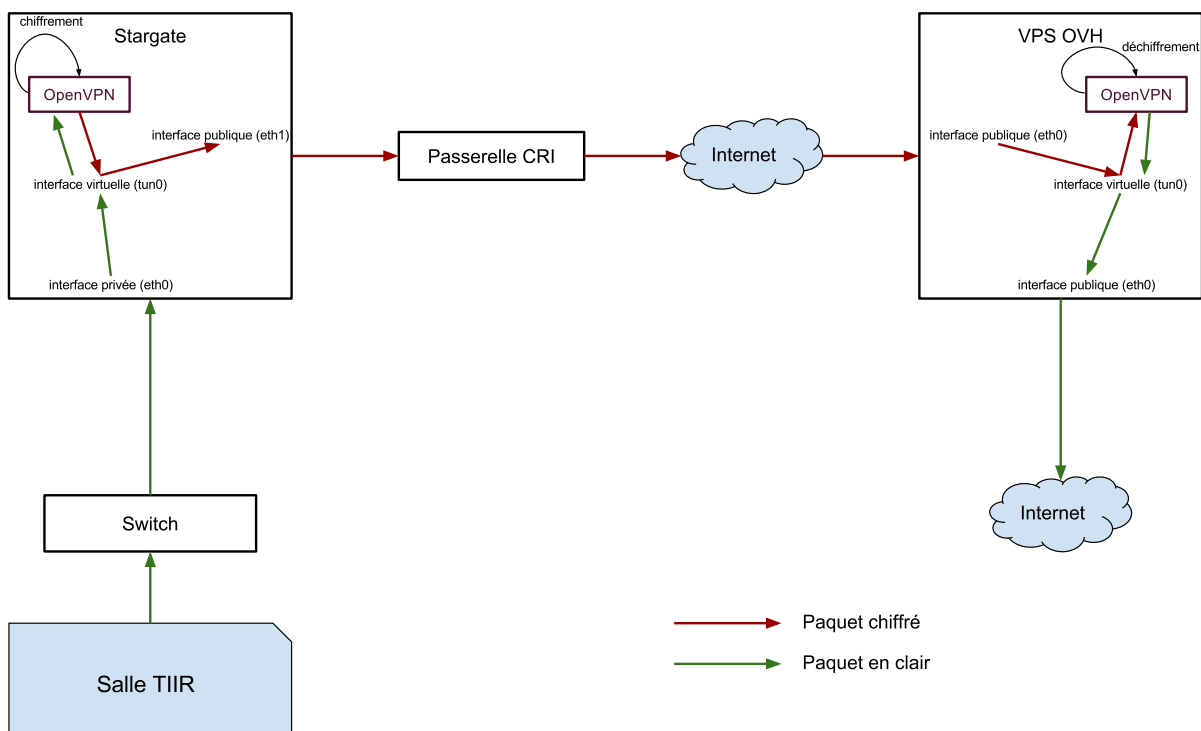 chiffrement
Stargate
OpenVPN
interface publique (eth1)
interface virtuelle (tun0)
interface privée (eth0)
Passerelle CRI
Internet
VPS OVH
déchiffrement
OpenVPN
interface publique (eth0)
interface virtuelle (tun0)
interface publique (eth0)
Internet
Switch
Salle TIIR
Paquet chiffré
Paquet en clair